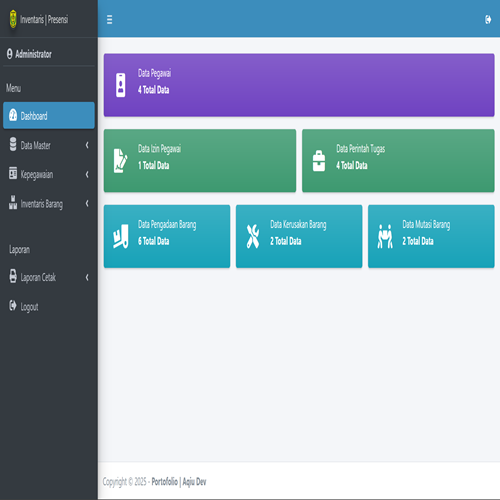 Inventaris | Presensi
Administrator
Menu
Dashboard
Data Master
Kepegawaian
Inventaris Barang
Laporan
Laporan Cetak
Logout
Data Pegawai
4 Total Data
Data Izin Pegawai
1 Total Data
Data Perintah Tugas
4 Total Data
Data Pengadaan Barang
6 Total Data
Data Kerusakan Barang
2 Total Data
Data Mutasi Barang
2 Total Data
Copyright © 2025 - Portofolio | Aqiu Dev